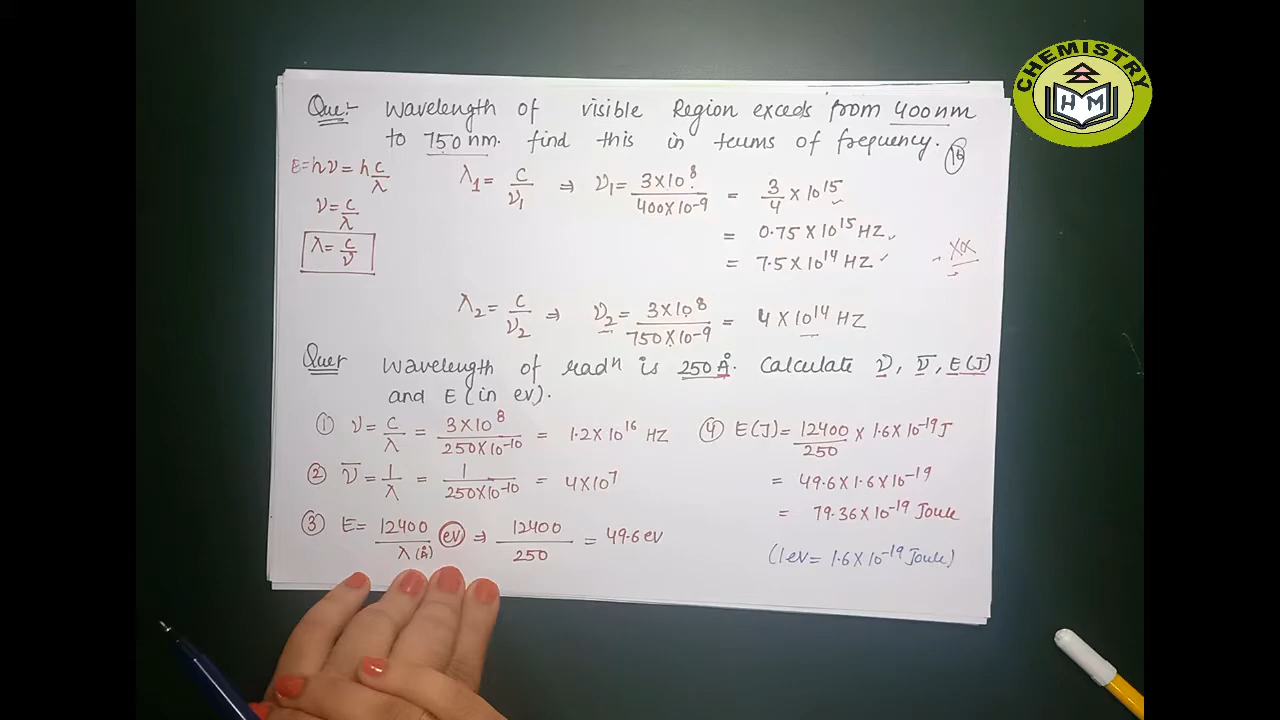 CHEMISTRY
HM
Que:- Wavelength of visible Region exceeds from 400nm
to 750nm. find this in terms of frequency.
16
E=hν=hc/λ
ν=c/λ
λ=c/ν
λ1=c/ν1 ⇒ ν1=3×10^8/400×10^-9 = 3/4×10^15
= 0.75×10^15 HZ
= 7.5×10^14 HZ
λ2=c/ν2 ⇒ ν2=3×10^8/750×10^-9 = 4×10^14 HZ
Que:- Wavelength of radⁿ is 250Å. Calculate ν, ν̅, E(J)
and E(in ev).
① ν=c/λ=3×10^8/250×10^-10 = 1.2×10^16 HZ
② ν̅=1/λ=1/250×10^-10 = 4×10^7
③ E=12400/λ(Å) ev ⇒ 12400/250 = 49.6 ev
④ E(J)=12400/250×1.6×10^-19J
= 49.6×1.6×10^-19
= 79.36×10^-19 Joule
(1ev= 1.6×10^-19 Joule)